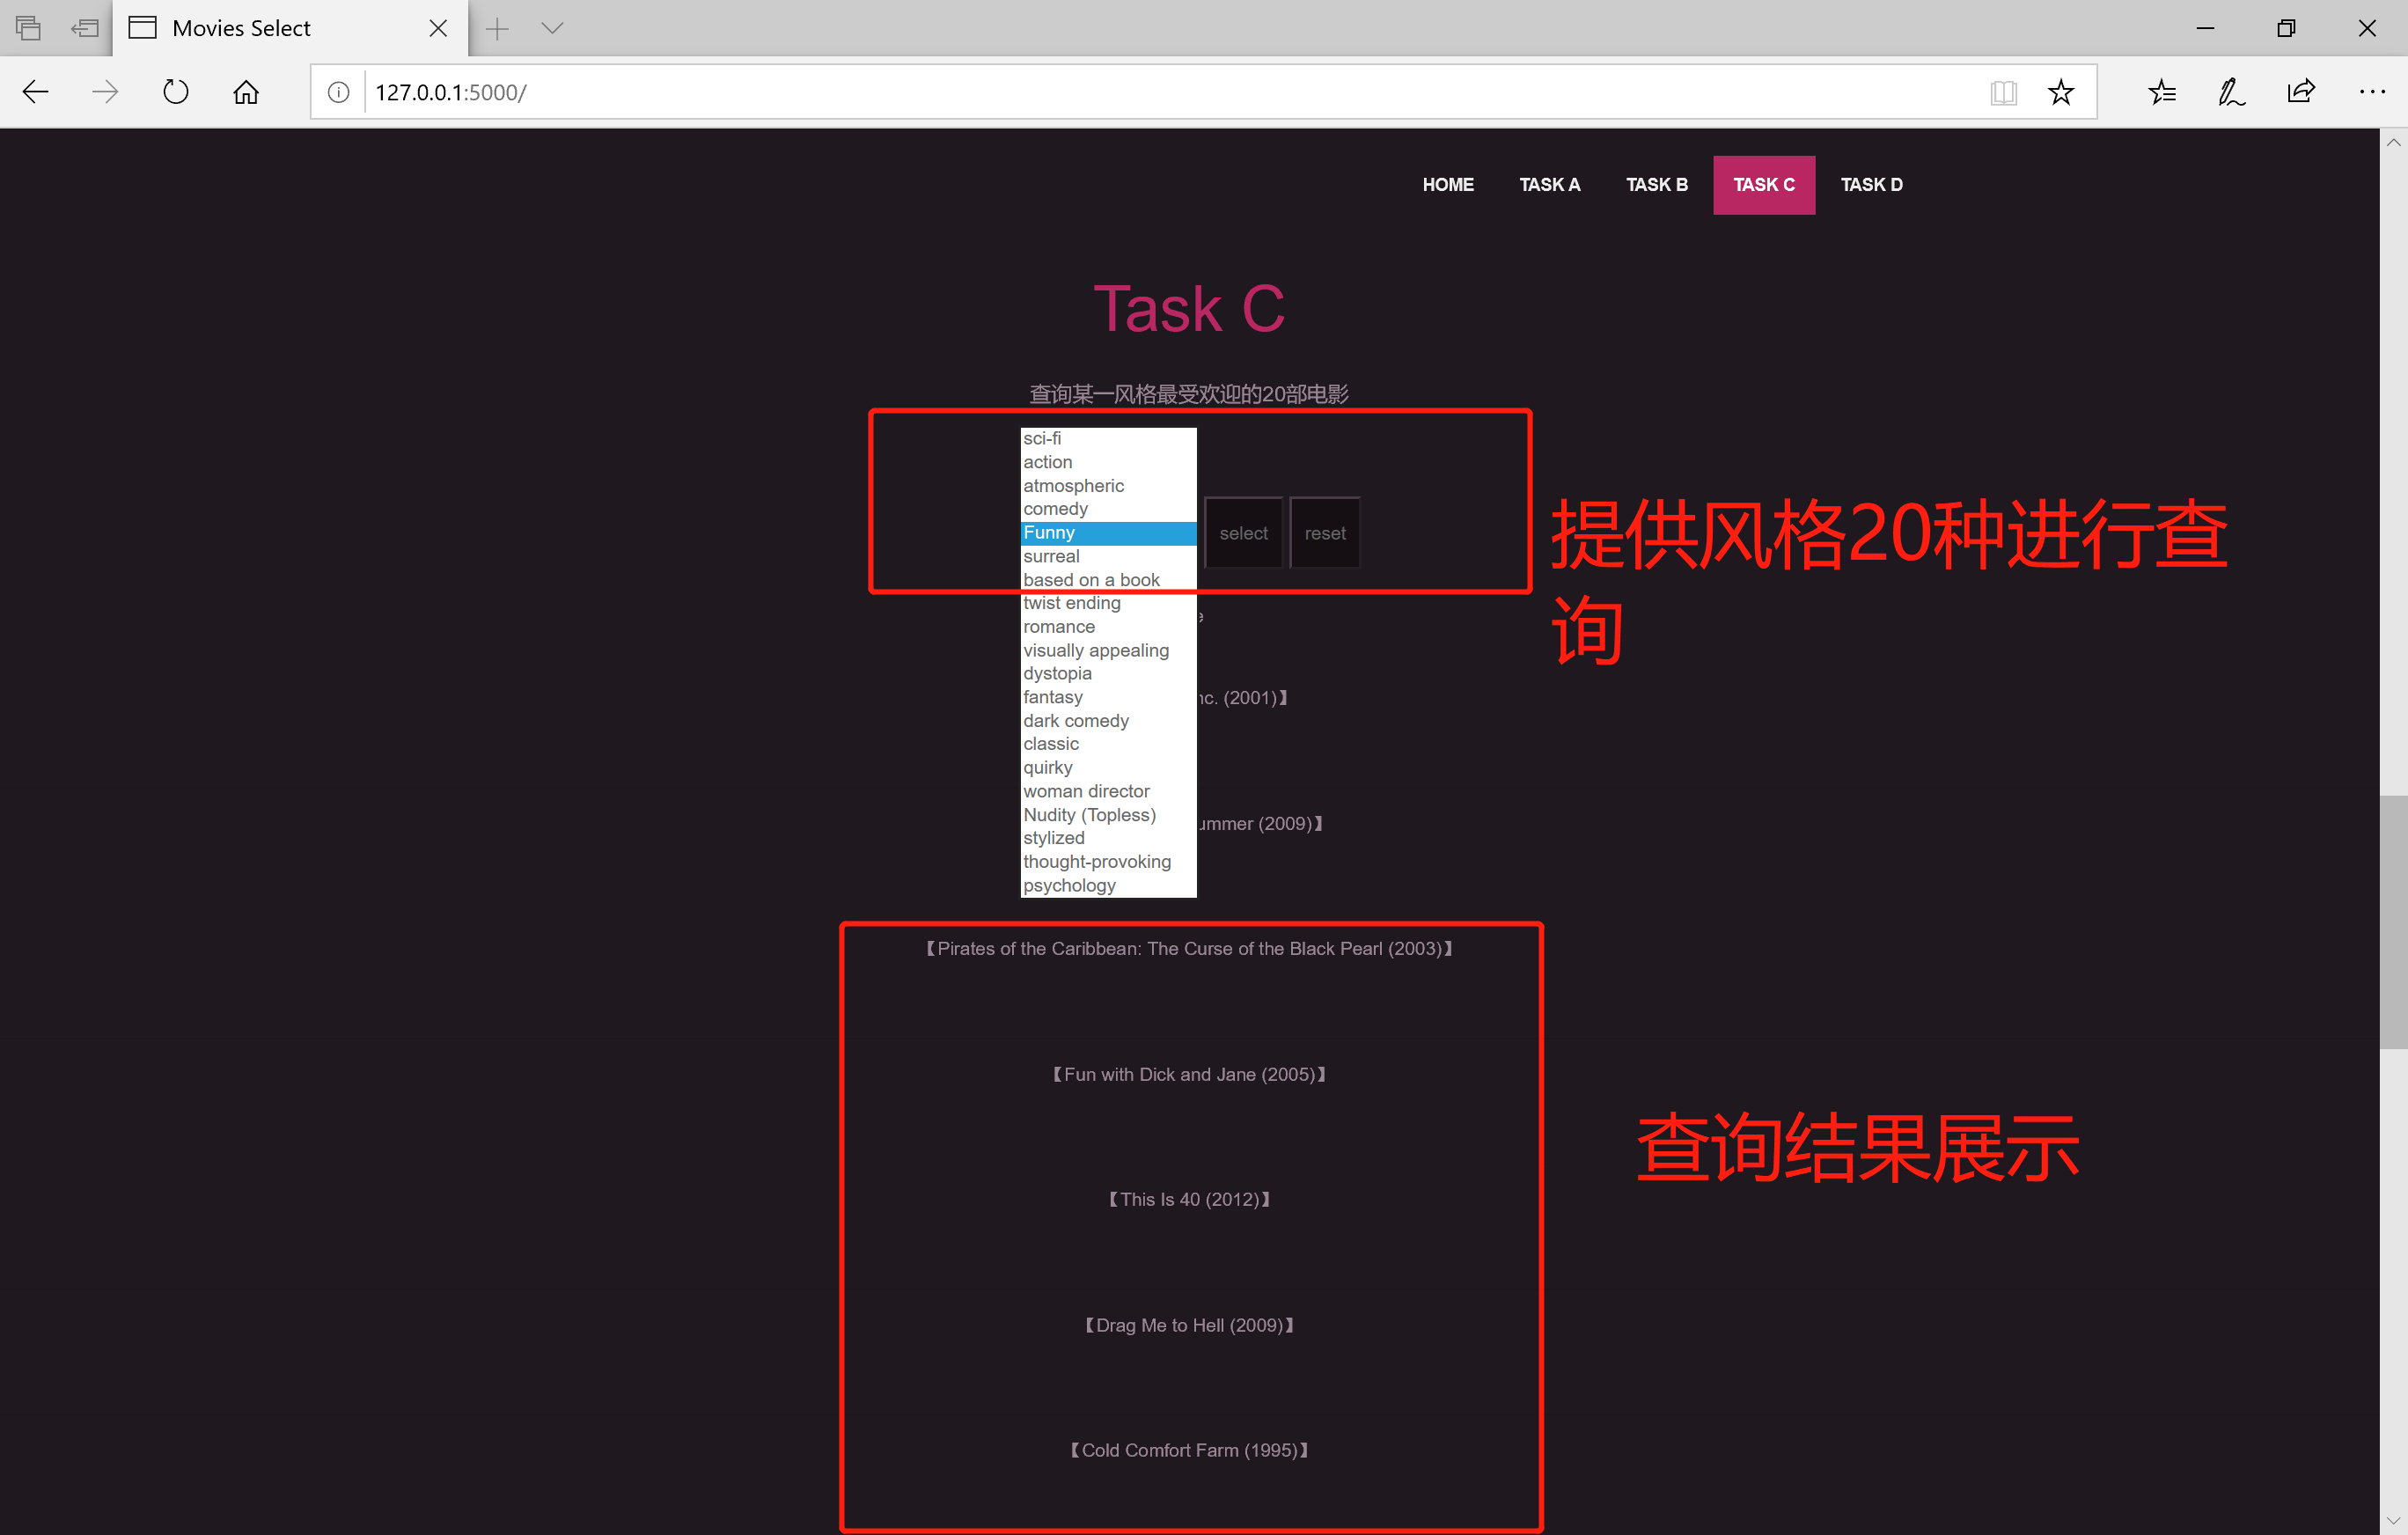 Movies Select
127.0.0.1:5000/
HOME TASK A TASK B TASK C TASK D
Task C
查询某一风格最受欢迎的20部电影
sci-fi
action
atmospheric
comedy
Funny
select reset
surreal
based on a book
twist ending
romance
visually appealing
dystopia
fantasy
nc. (2001)】
dark comedy
classic
quirky
woman director
Nudity (Topless)
stylized
ummer (2009)】
thought-provoking
psychology
提供风格20种进行查
询
【Pirates of the Caribbean: The Curse of the Black Pearl (2003)】
【Fun with Dick and Jane (2005)】
【This Is 40 (2012)】
【Drag Me to Hell (2009)】
【Cold Comfort Farm (1995)】
查询结果展示